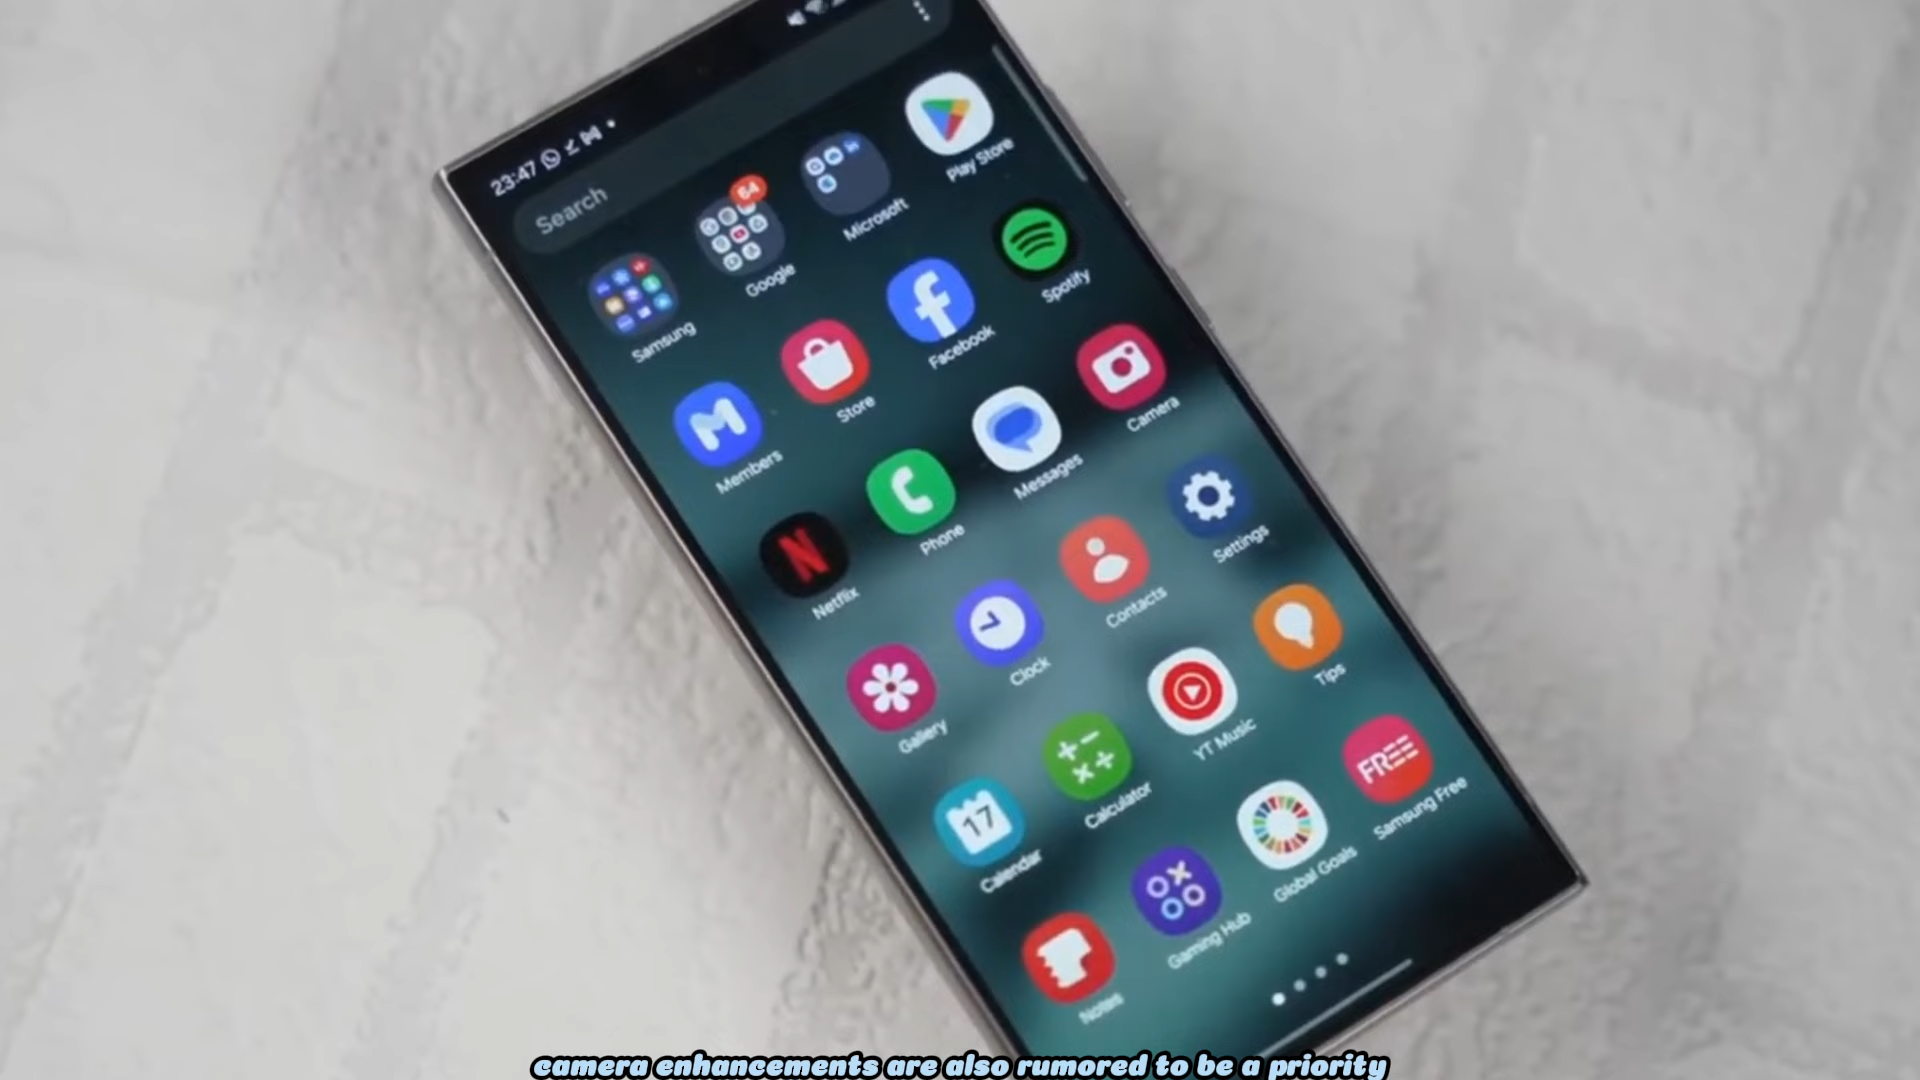 23:47
Search
Samsung
64
Google
Microsoft
Play Store
Members
Store
Facebook
Spotify
Netflix
Phone
Messages
Camera
Gallery
Clock
Contacts
Settings
17
Calendar
Calculator
YT Music
Tips
Notes
Gaming Hub
Global Goals
FREE
Samsung Free
camera enhancements are also rumored to be a priority